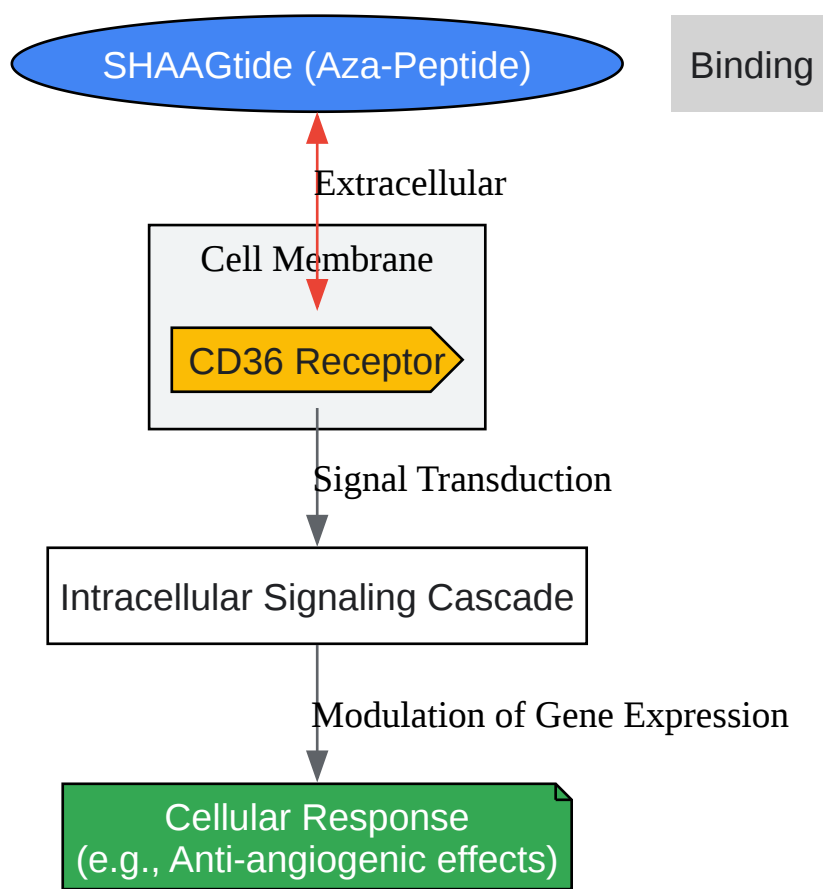 SHAAGtide (Aza-Peptide)
Binding
Extracellular
Cell Membrane
CD36 Receptor
Signal Transduction
Intracellular Signaling Cascade
Modulation of Gene Expression
Cellular Response
(e.g., Anti-angiogenic effects)